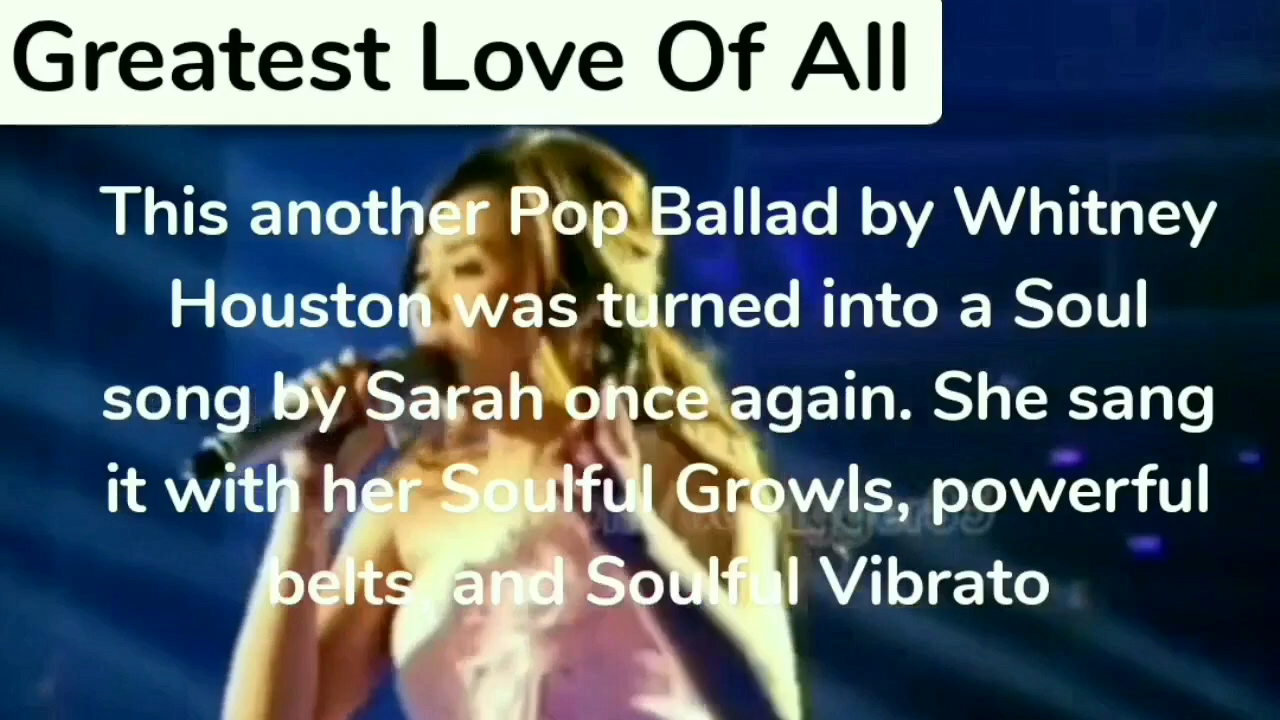 Greatest Love Of All
This another Pop Ballad by Whitney
Houston was turned into a Soul
song by Sarah once again. She sang
it with her Soulful Growls, powerful
belts, and Soulful Vibrato